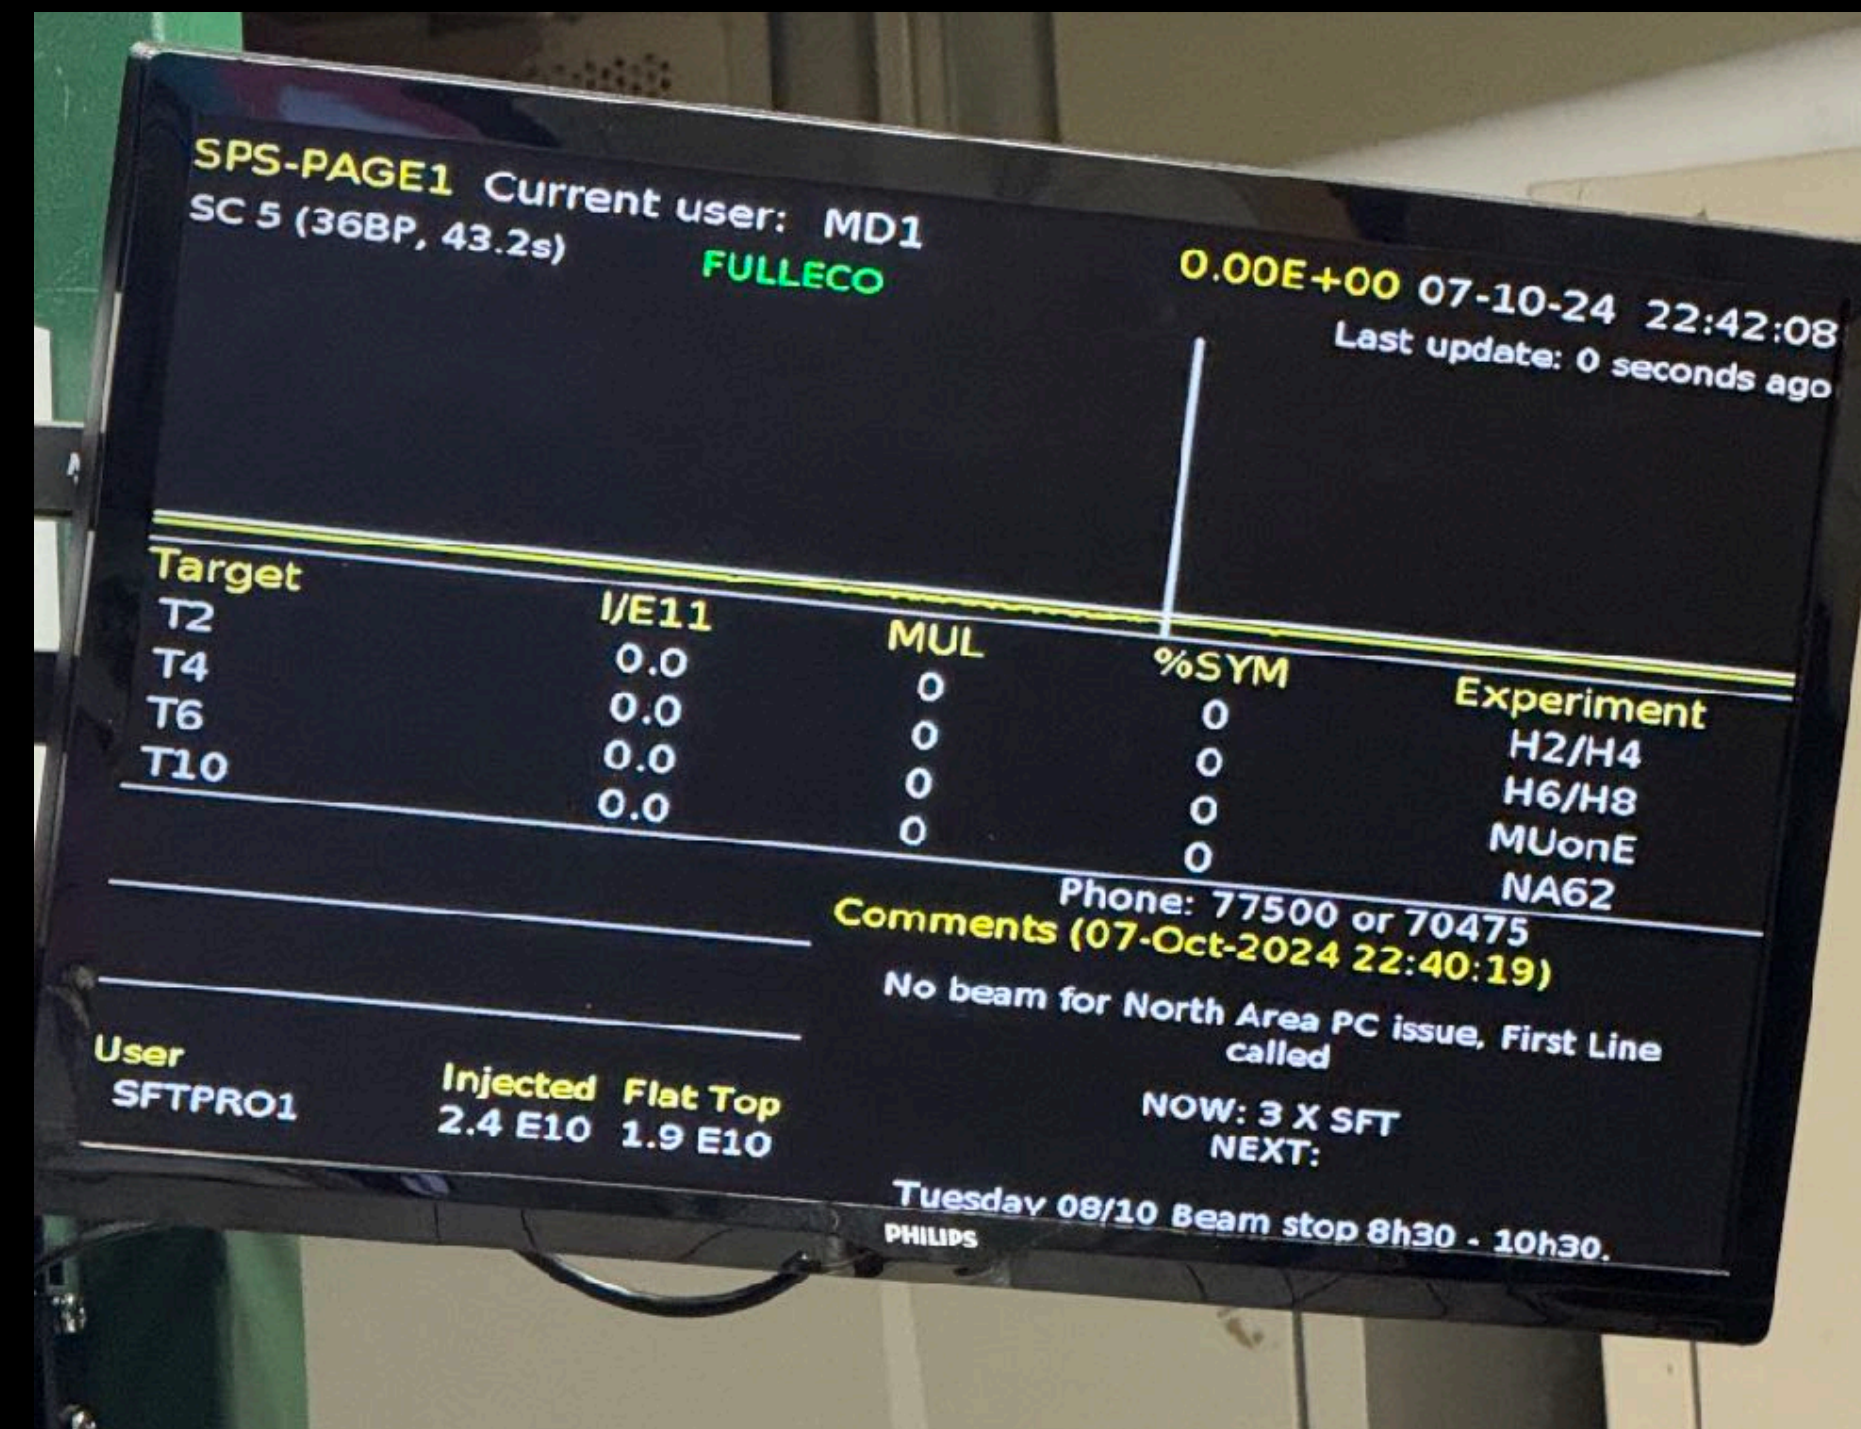 SPS-PAGE1 Current user: MD1 0.00E+00 07-10-24 22:42:08
SC 5 (36BP, 43.2s) FULLECO Last update: 0 seconds ago
Target I/E11 MUL %SYM Experiment
T2 0.0 0 0 H2/H4
T4 0.0 0 0 H6/H8
T6 0.0 0 0 MUonE
T10 0.0 0 0 NA62
Phone: 77500 or 70475
Comments (07-Oct-2024 22:40:19)
No beam for North Area PC issue, First Line
called
NOW: 3 X SFT
NEXT:
Tuesday 08/10 Beam stop 8h30 - 10h30.
User Injected Flat Top
SFTPRO1 2.4 E10 1.9 E10
PHILIPS